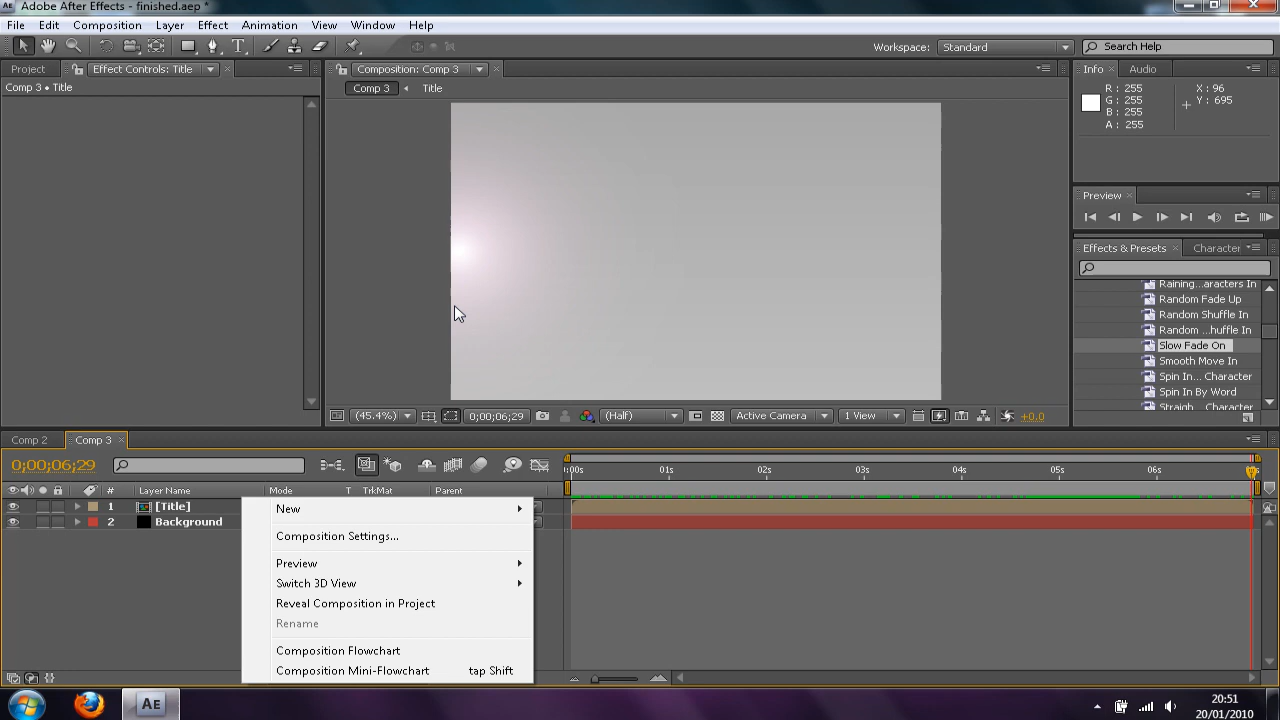 Adobe After Effects - finished.aep *
File Edit Composition Layer Effect Animation View Window Help
Workspace: Standard Search Help
Project Effect Controls: Title Composition: Comp 3 Info Audio
Comp 3 • Title
Comp 3 Title
R : 255 X : 96
G : 255 Y : 695
B : 255
A : 255
Preview
Effects & Presets Character
Raining...aracters In
Random Fade Up
Random Shuffle In
Random ...huffle In
Slow Fade On
Smooth Move In
Spin In... Character
Spin In By Word
Straigh... Character
(45.4%) 0;00;06;29 (Half) Active Camera 1 View +0.0
Comp 2 Comp 3
0;00;06;29
:00s 01s 02s 03s 04s 05s 06s
# Layer Name Mode T TrkMat Parent
1 [Title]
2 Background
New
Composition Settings...
Preview
Switch 3D View
Reveal Composition in Project
Rename
Composition Flowchart
Composition Mini-Flowchart tap Shift
AE
20:51
20/01/2010